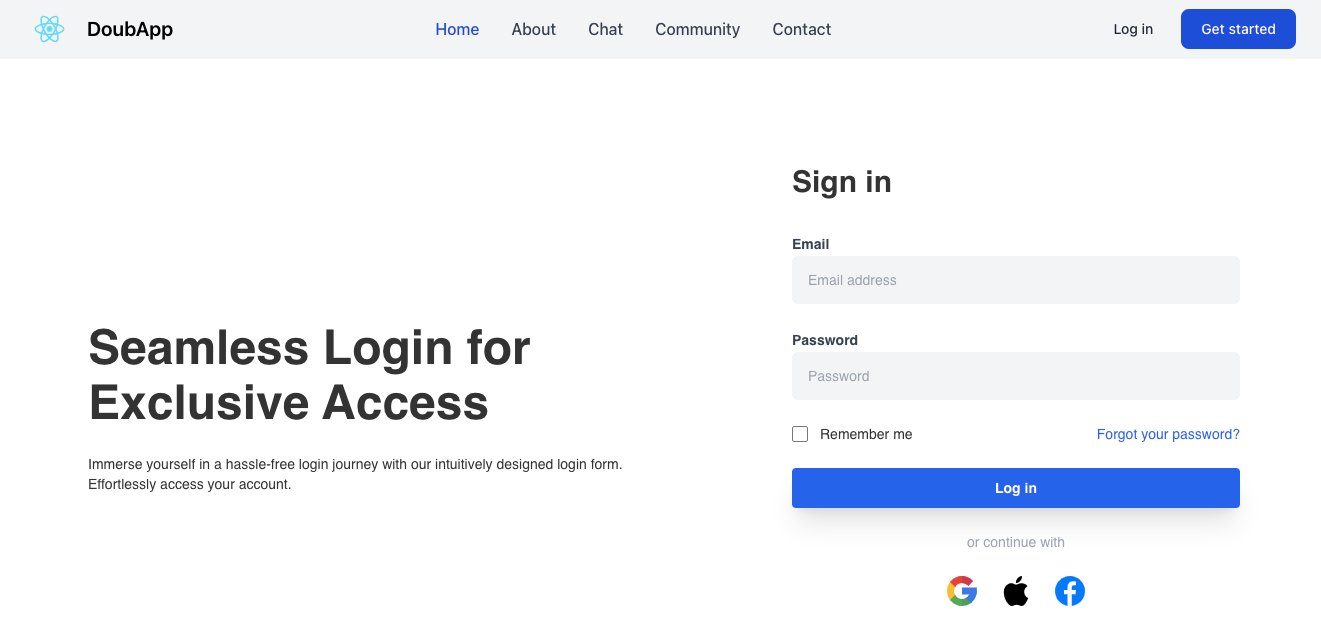 DoubApp
Home About Chat Community Contact
Log in
Get started
Seamless Login for
Exclusive Access
Immerse yourself in a hassle-free login journey with our intuitively designed login form.
Effortlessly access your account.
Sign in
Email
Email address
Password
Password
Remember me
Forgot your password?
Log in
or continue with